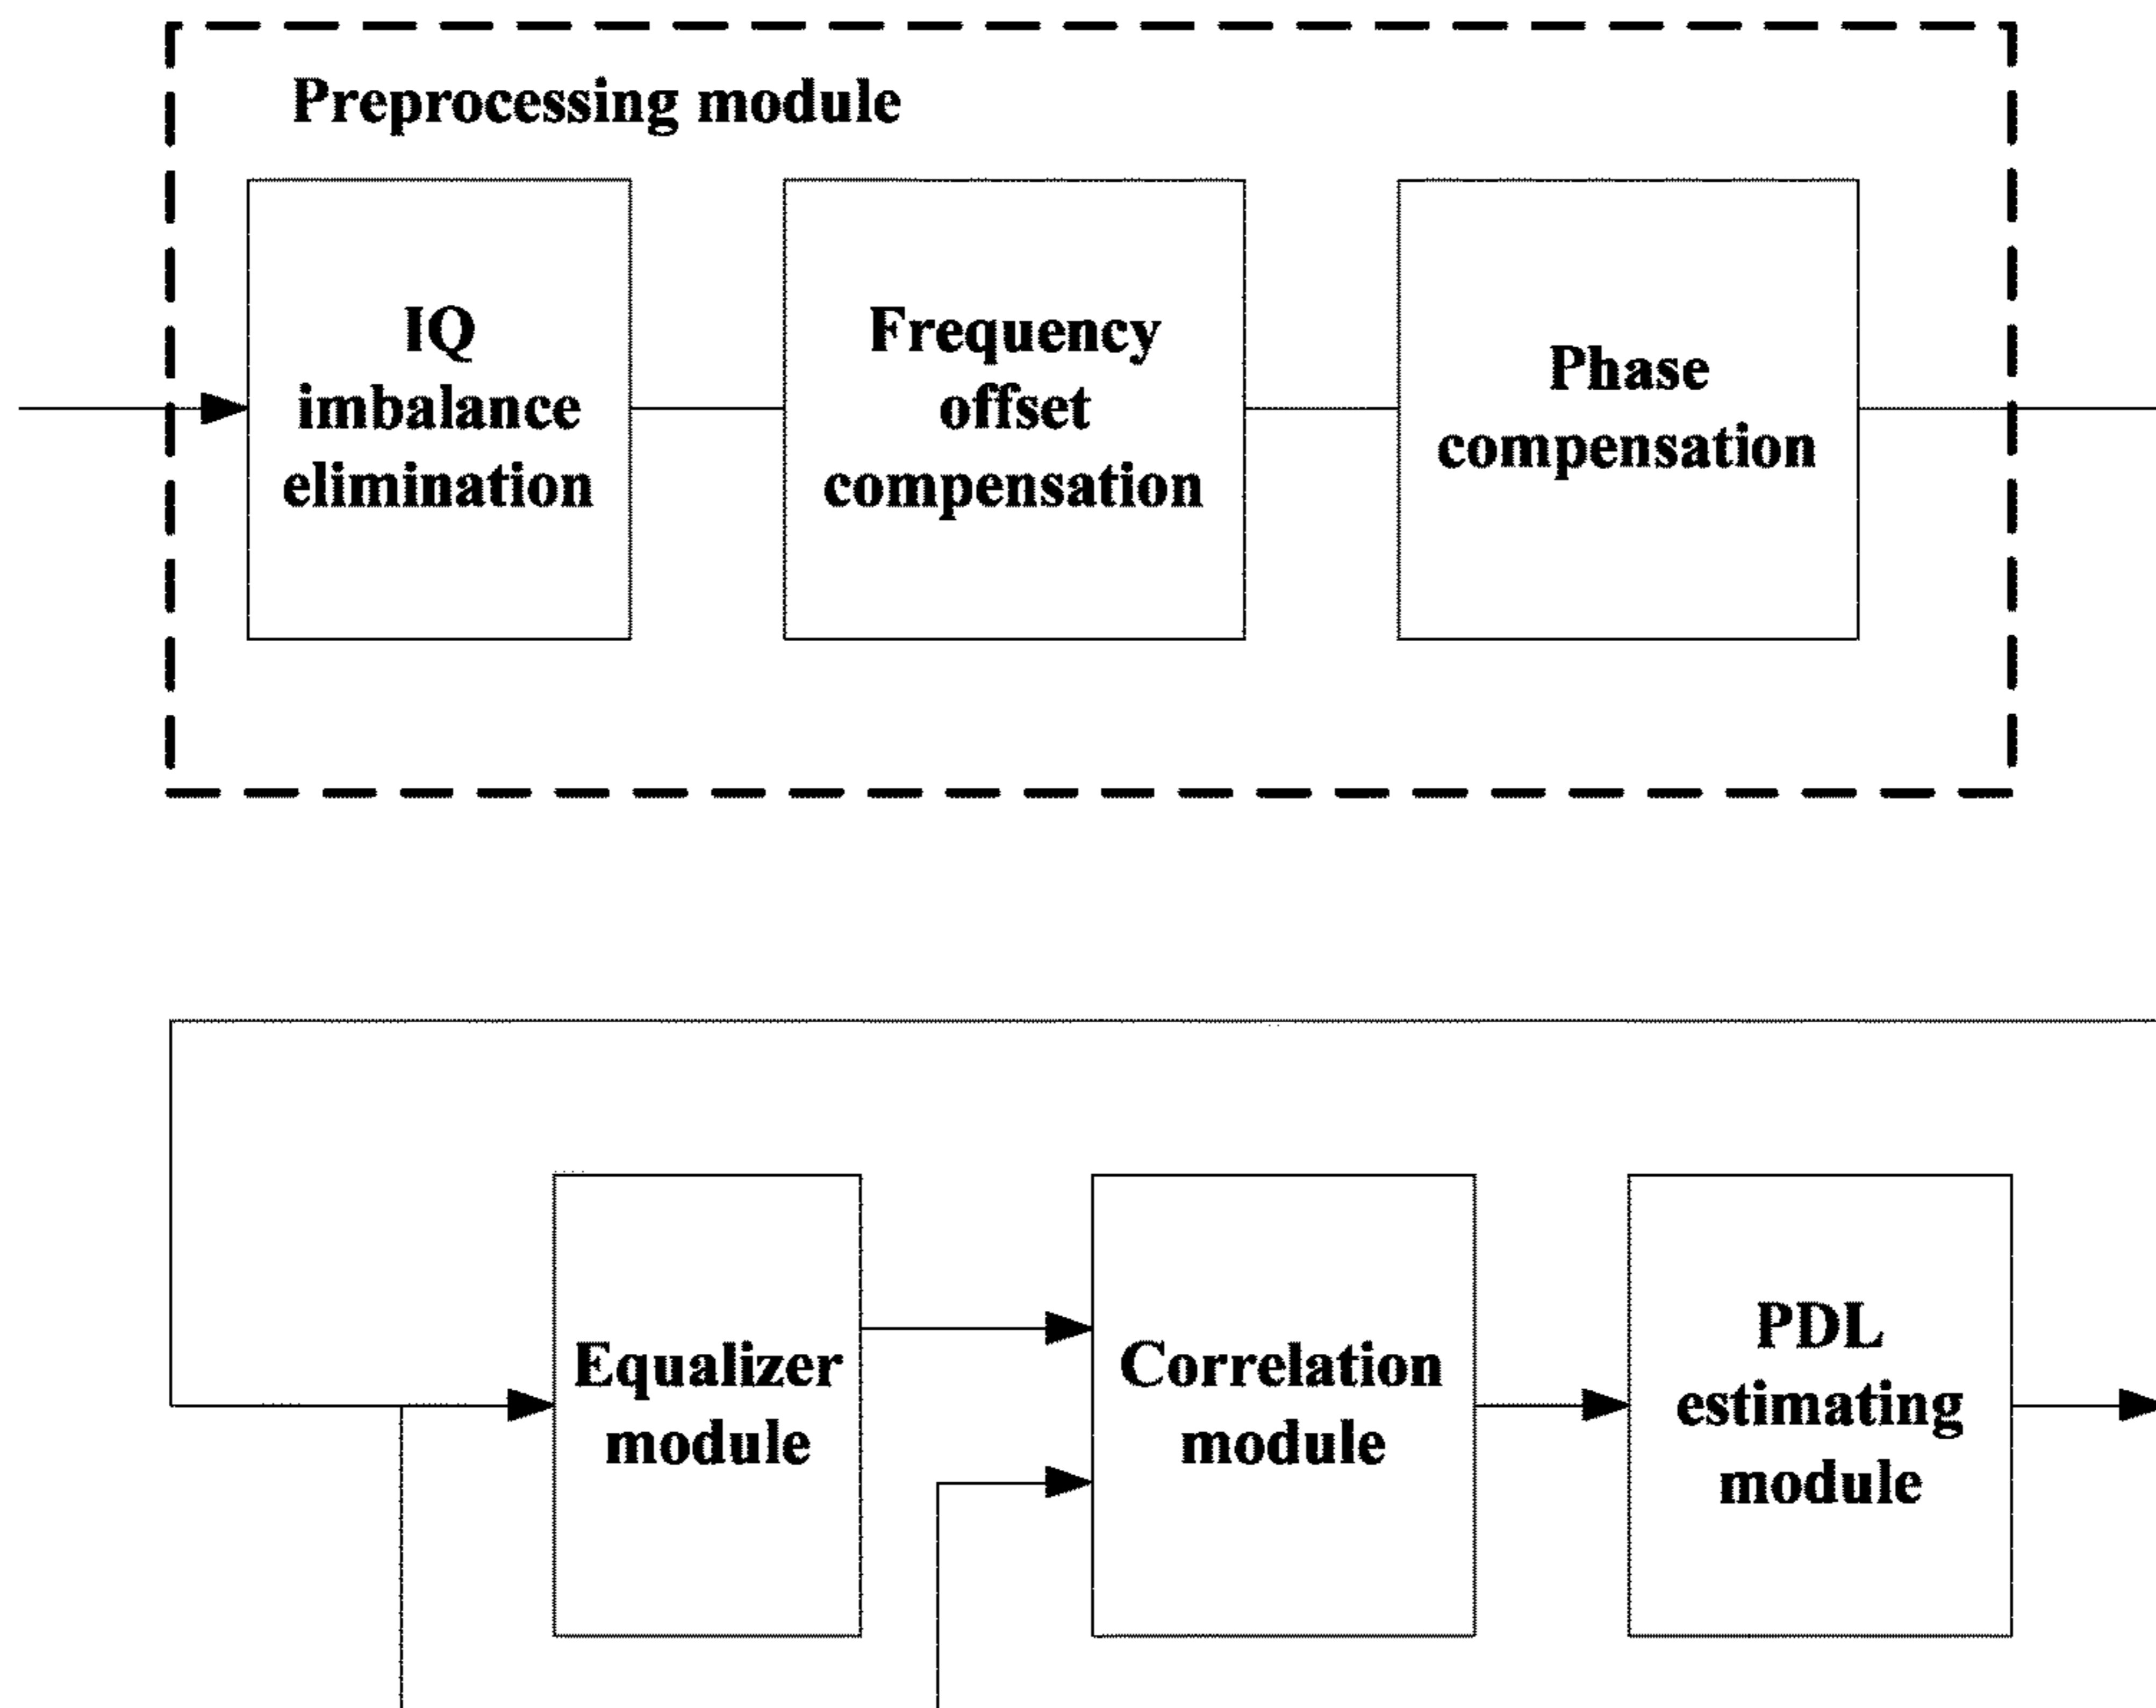 Preprocessing module
IQ
imbalance
elimination
Frequency
offset
compensation
Phase
compensation
Equalizer
module
Correlation
module
PDL
estimating
module